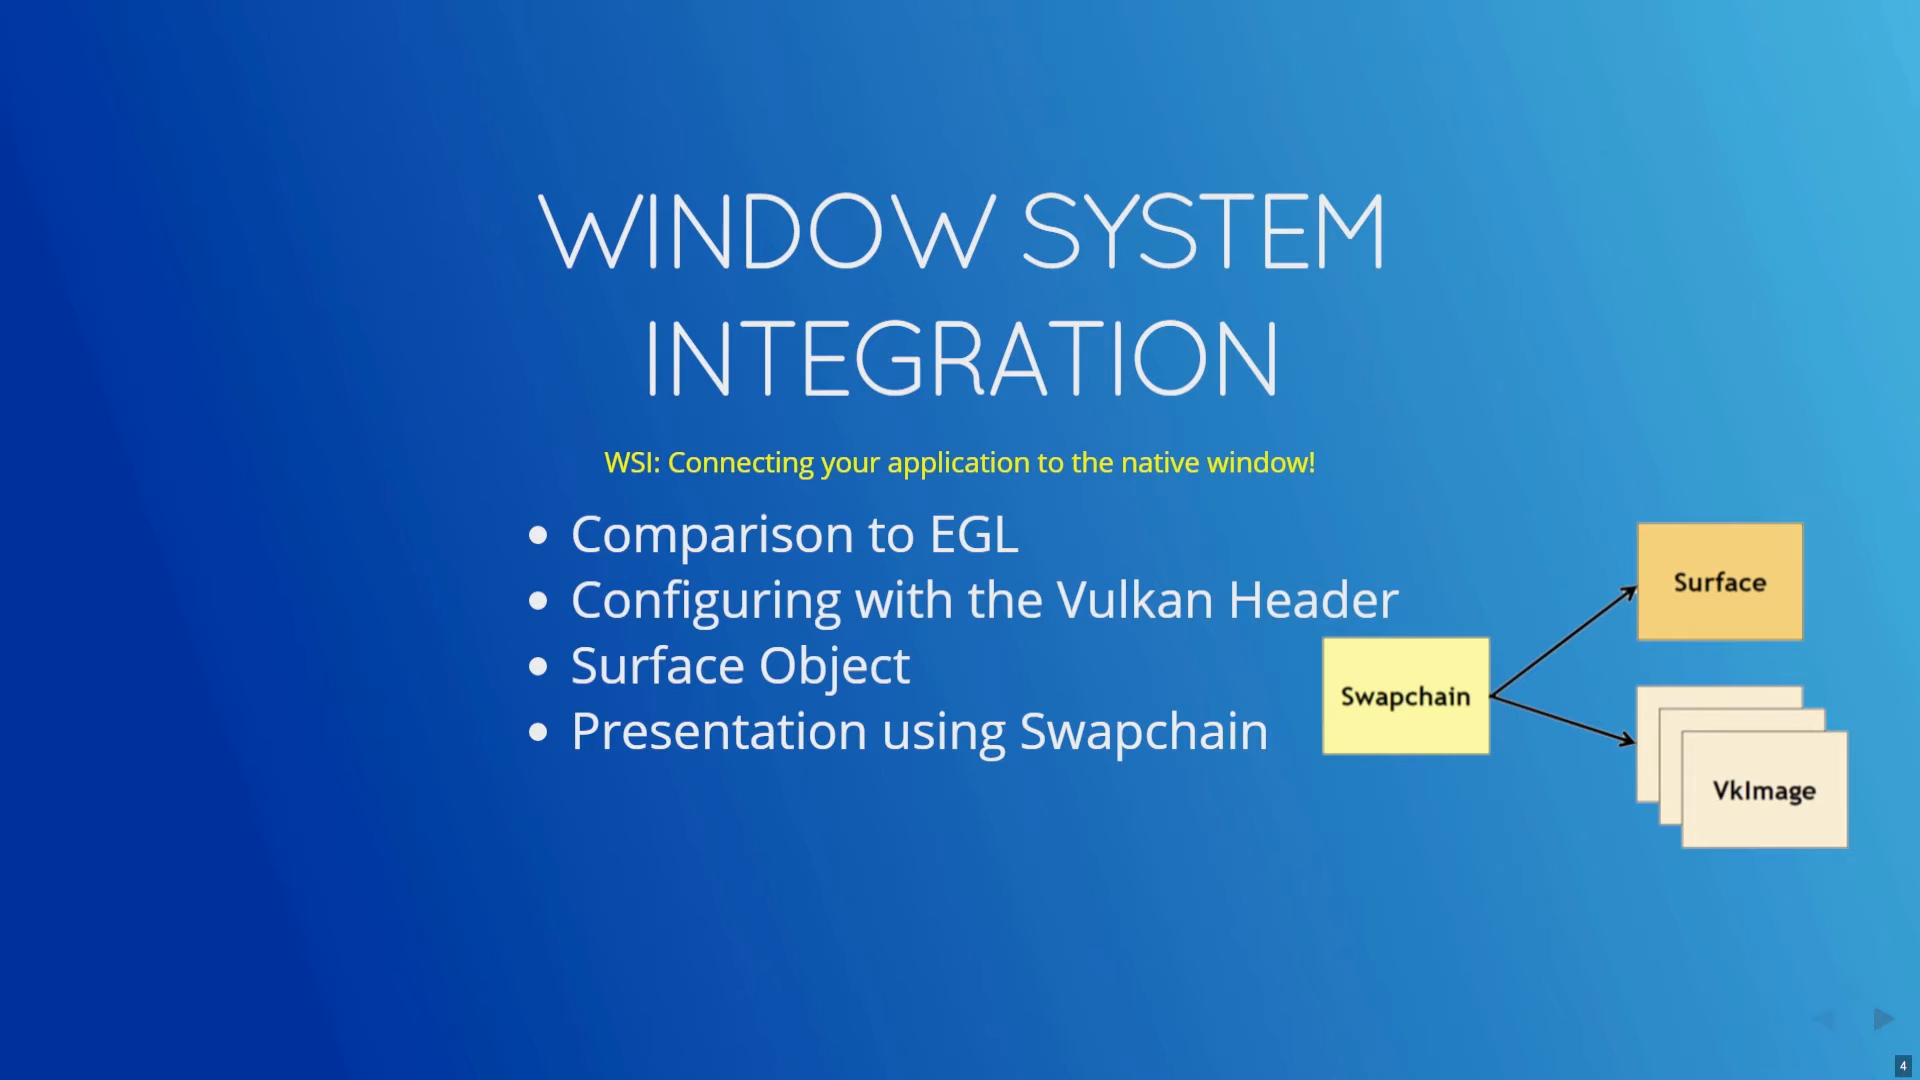 WINDOW SYSTEM
INTEGRATION
WSI: Connecting your application to the native window!
Comparison to EGL
Configuring with the Vulkan Header
Surface Object
Presentation using Swapchain
Surface
Swapchain
VkImage
4